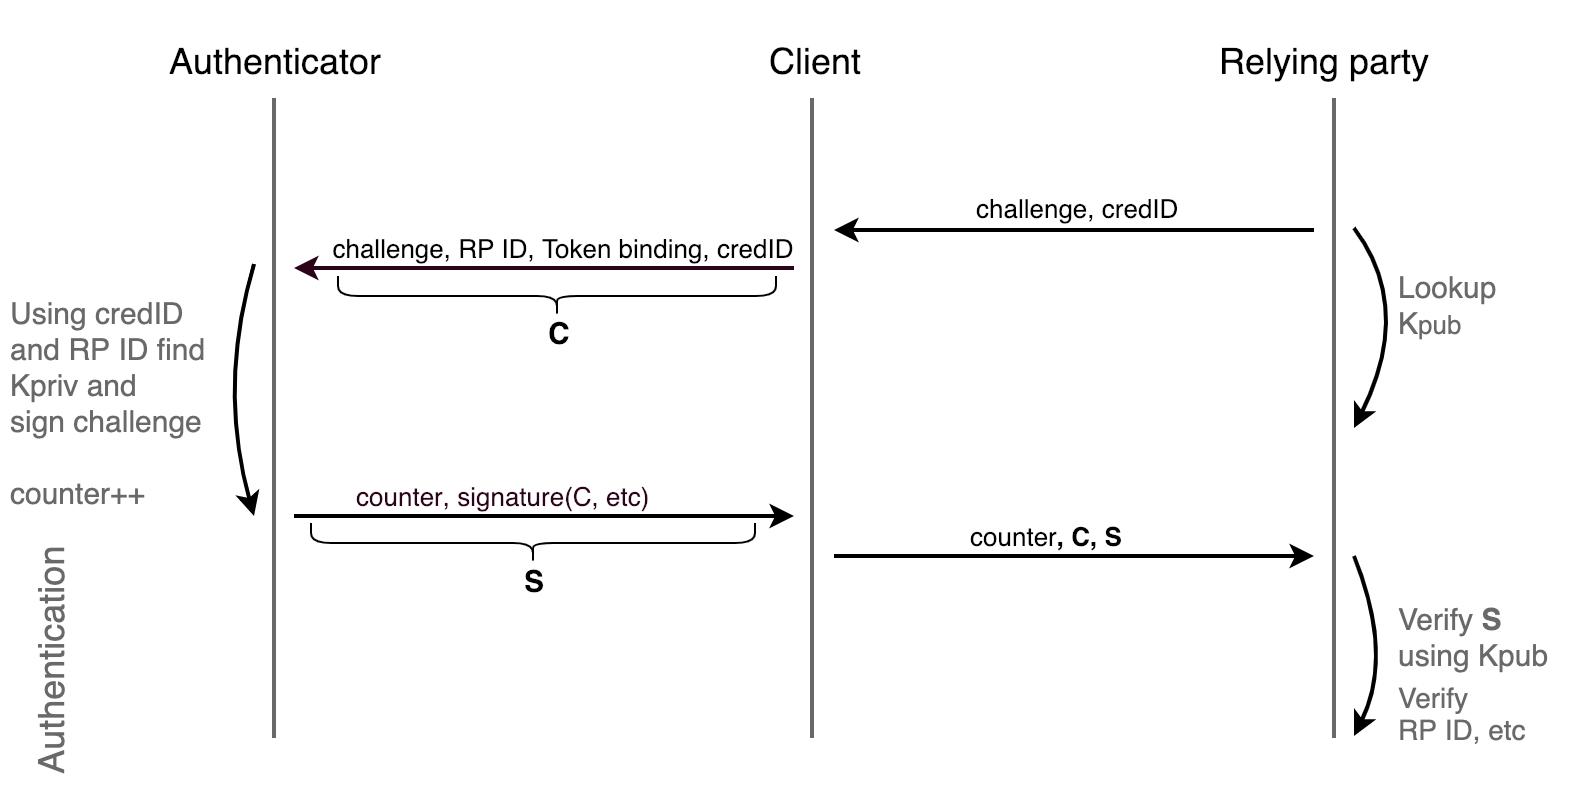 Authenticator
Client
Relying party
challenge, credID
challenge, RP ID, Token binding, credID
C
Lookup
Kpub
Using credID
and RP ID find
Kpriv and
sign challenge
counter++
counter, signature(C, etc)
S
counter, C, S
Verify S
using Kpub
Verify
RP ID, etc
Authentication